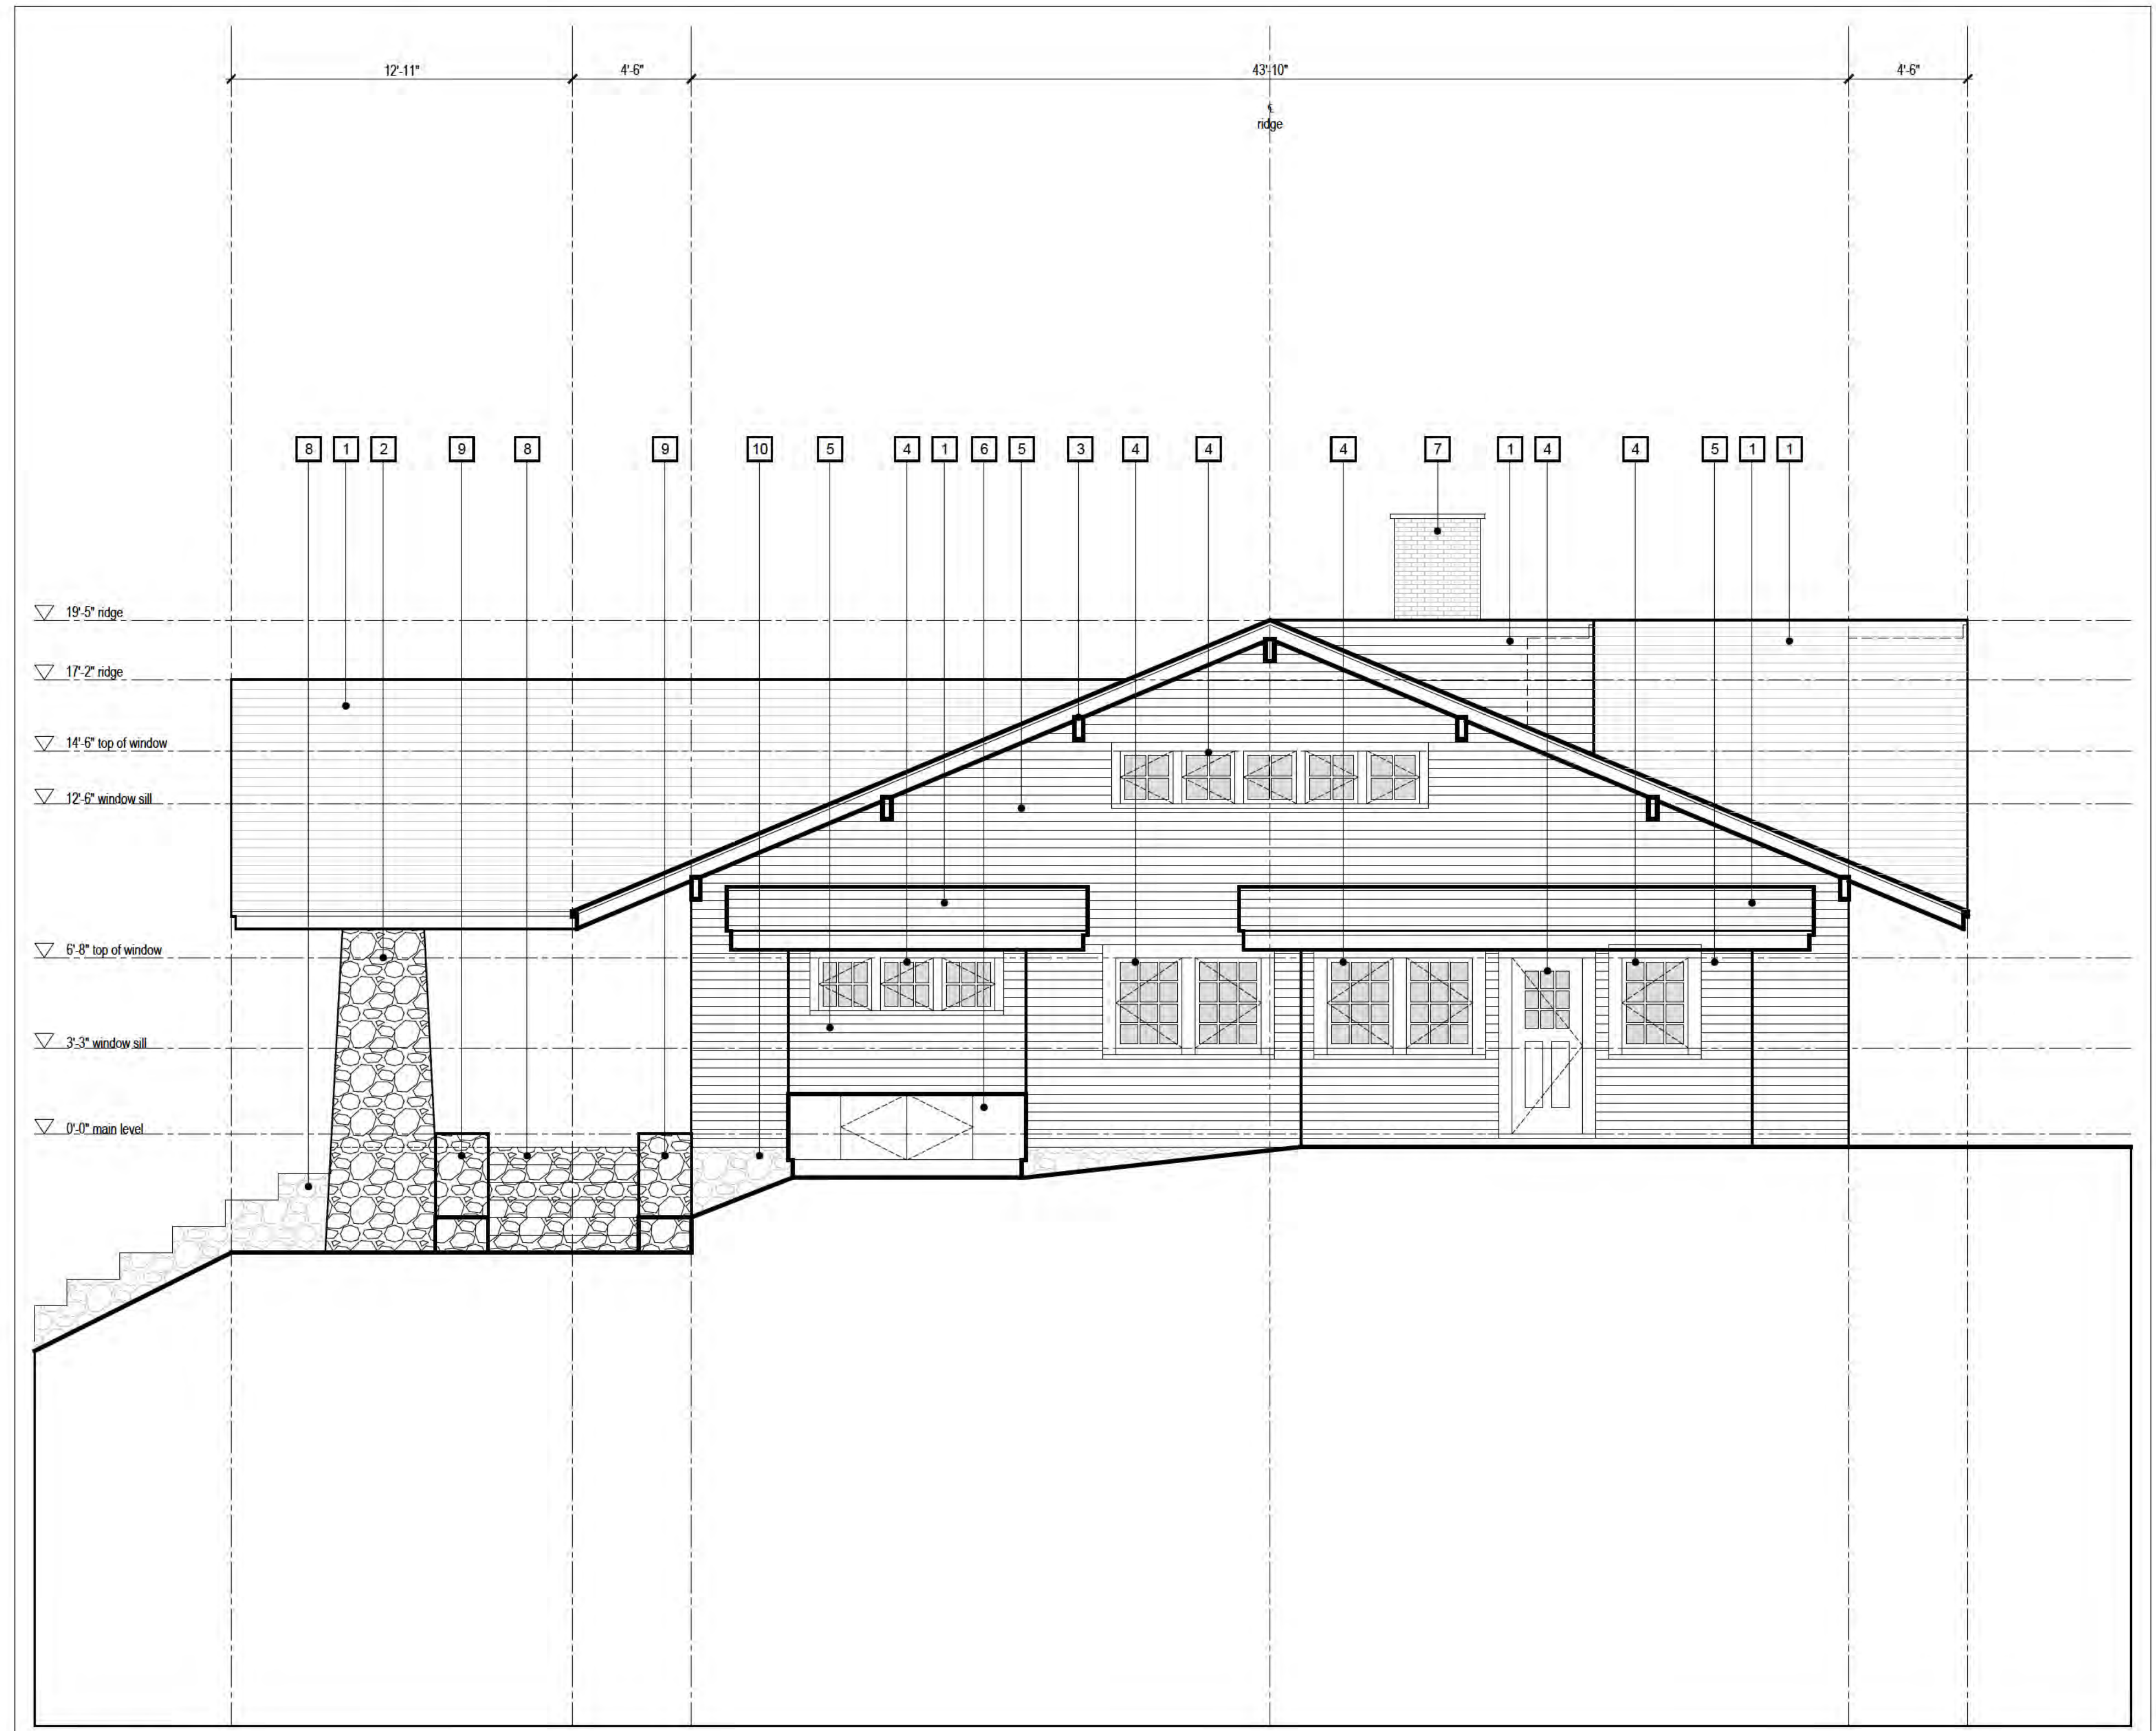 12'-11" 4'-6" 43'-10" 4'-6"
℄
ridge
8 1 2 9 8 9 10 5 4 1 6 5 3 4 4 4 7 1 4 4 5 1 1
19'-5" ridge
17'-2" ridge
14'-6" top of window
12'-6" window sill
6'-8" top of window
3'-3" window sill
0'-0" main level